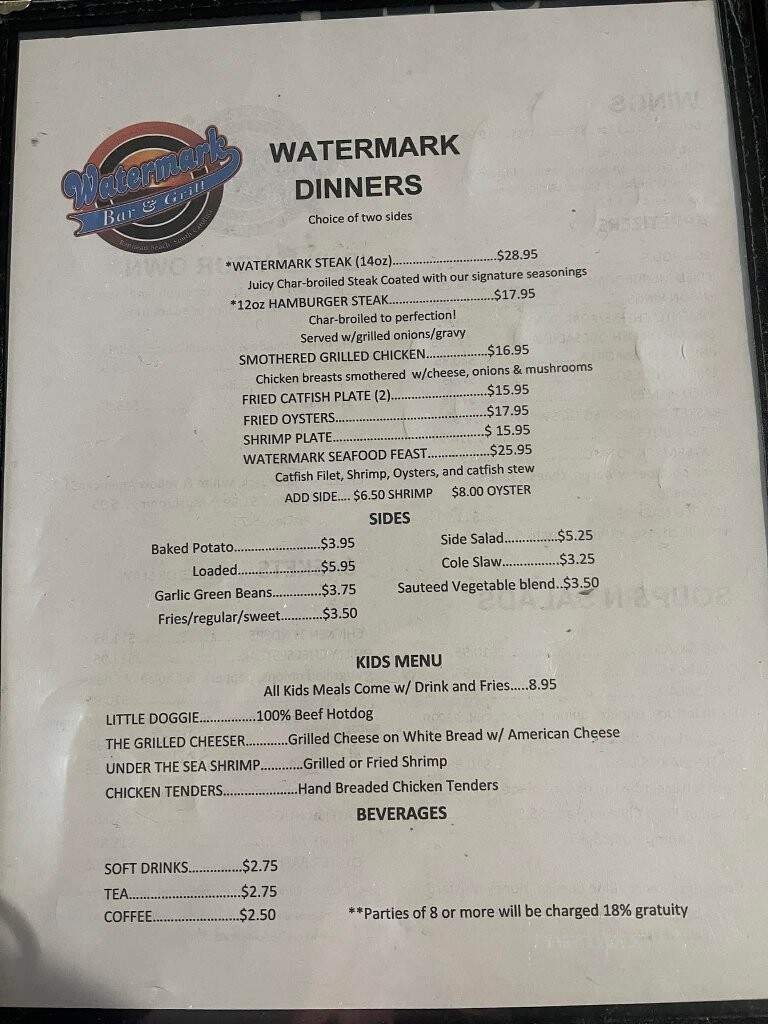 Watermark
Bar & Grill
WATERMARK
DINNERS
Choice of two sides
*WATERMARK STEAK (14oz)..............................$28.95
Juicy Char-broiled Steak Coated with our signature seasonings
*12oz HAMBURGER STEAK..............................$17.95
Char-broiled to perfection!
Served w/grilled onions/gravy
SMOTHERED GRILLED CHICKEN..................$16.95
Chicken breasts smothered w/cheese, onions & mushrooms
FRIED CATFISH PLATE (2)............................$15.95
FRIED OYSTERS............................................$17.95
SHRIMP PLATE............................................$ 15.95
WATERMARK SEAFOOD FEAST..................$25.95
Catfish Filet, Shrimp, Oysters, and catfish stew
ADD SIDE.... $6.50 SHRIMP $8.00 OYSTER
SIDES
Baked Potato.........................$3.95
Loaded........................$5.95
Garlic Green Beans..............$3.75
Fries/regular/sweet............$3.50
Side Salad...............$5.25
Cole Slaw................$3.25
Sauteed Vegetable blend..$3.50
KIDS MENU
All Kids Meals Come w/ Drink and Fries.....8.95
LITTLE DOGGIE................100% Beef Hotdog
THE GRILLED CHEESER............Grilled Cheese on White Bread w/ American Cheese
UNDER THE SEA SHRIMP............Grilled or Fried Shrimp
CHICKEN TENDERS.....................Hand Breaded Chicken Tenders
BEVERAGES
SOFT DRINKS...............$2.75
TEA................................$2.75
COFFEE.........................$2.50
**Parties of 8 or more will be charged 18% gratuity